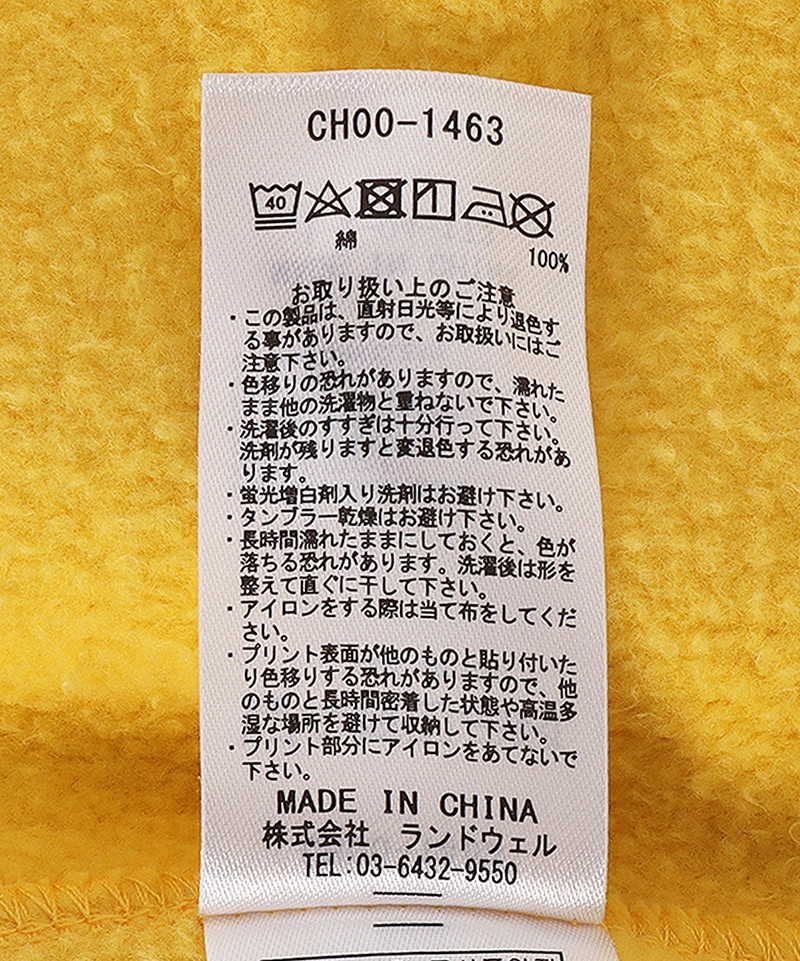 CH00-1463
40
綿
100%
お取り扱い上のご注意
・この製品は、直射日光等により退色す
る事がありますので、お取扱いにはご
注意下さい。
・色移りの恐れがありますので、濡れた
まま他の洗濯物と重ねないで下さい。
・洗濯後のすすぎは十分行って下さい。
洗剤が残りますと変退色する恐れがあ
ります。
・蛍光増白剤入り洗剤はお避け下さい。
・タンブラー乾燥はお避け下さい。
・長時間濡れたままにしておくと、色が
落ちる恐れがあります。洗濯後は形を
整えて直ぐに干して下さい。
・アイロンをする際は当て布をしてくだ
さい。
・プリント表面が他のものと貼り付いた
り色移りする恐れがありますので、他
のものと長時間密着した状態や高温多
湿な場所を避けて収納して下さい。
・プリント部分にアイロンをあてないで
下さい。
MADE IN CHINA
株式会社 ランドウェル
TEL:03-6432-9550